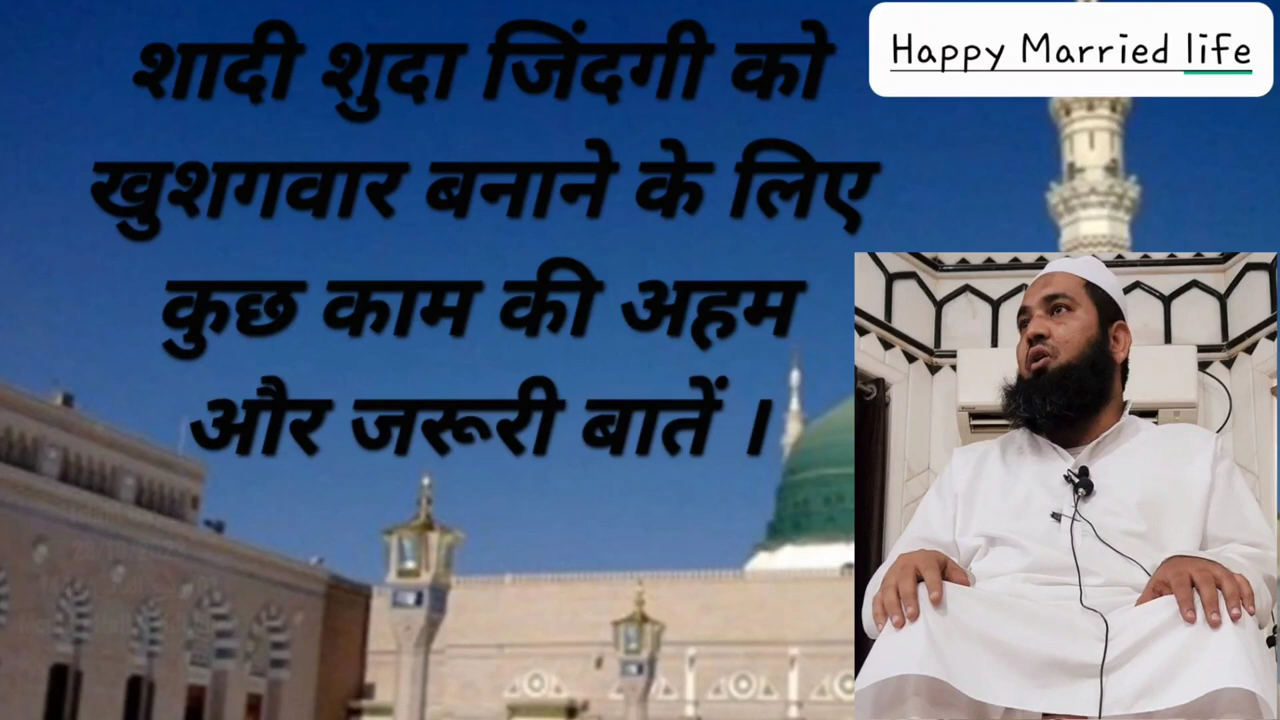 शादी शुदा जिंदगी को
खुशगवार बनाने के लिए
कुछ काम की अहम
और जरूरी बातें ।
Happy Married life